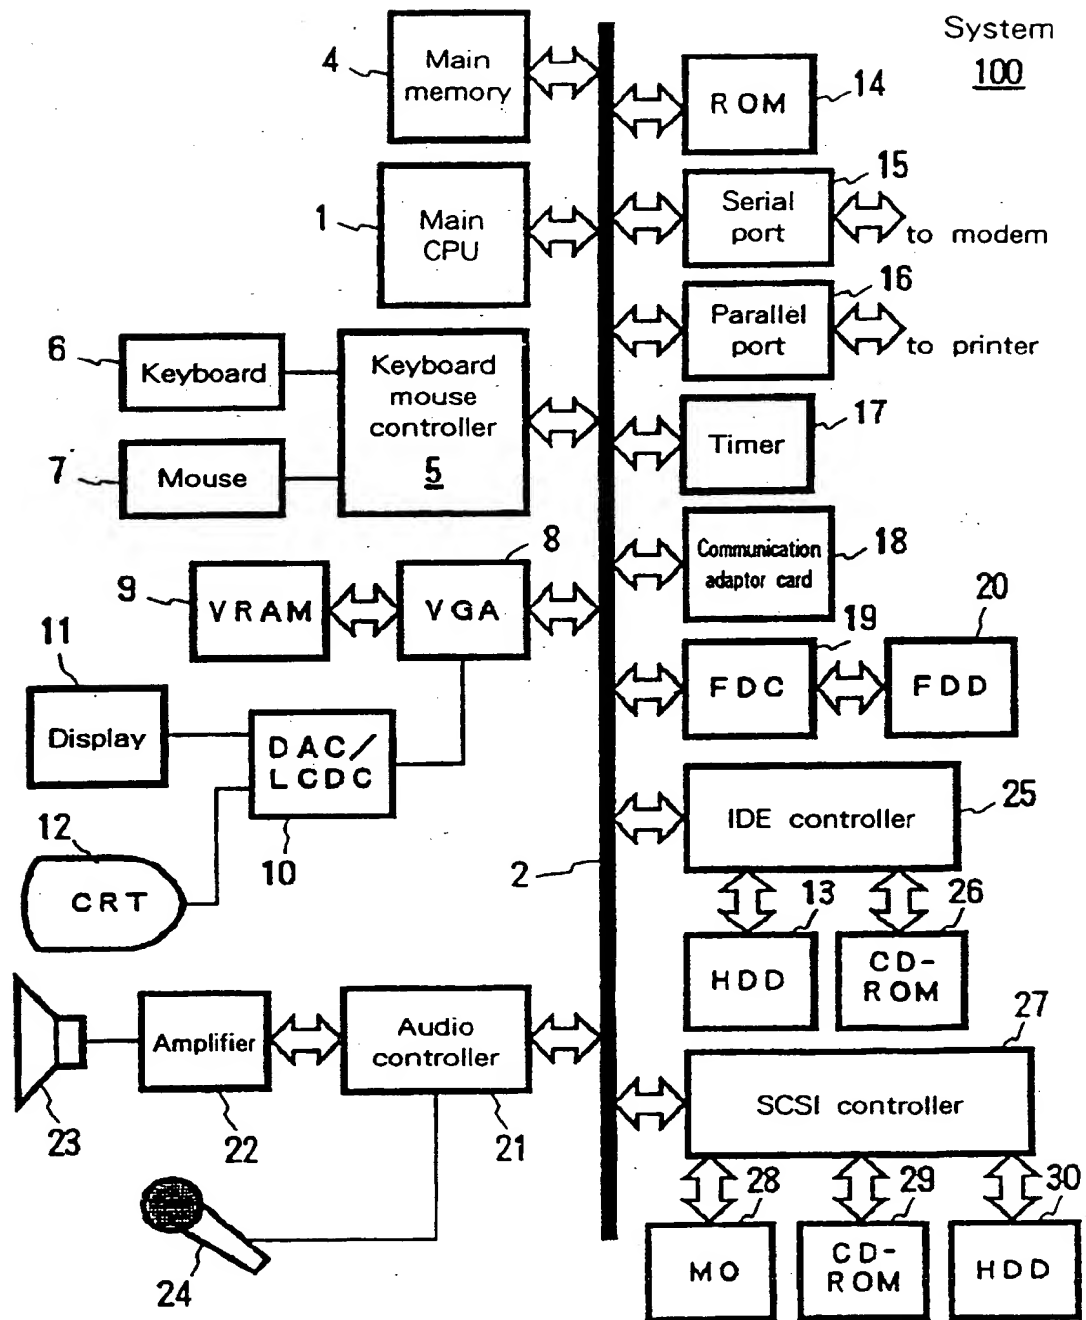 System
100
4
Main
memory
ROM
14
1
Main
CPU
15
Serial
port
to modem
16
Parallel
port
to printer
6
Keyboard
Keyboard
mouse
controller
5
7
Mouse
Timer
17
8
9
VRAM
VGA
Communication
adaptor card
18
19
20
FDC
FDD
11
Display
DAC/
LCDC
10
12
CRT
2
IDE controller
25
13
26
HDD
CD-
ROM
27
Amplifier
Audio
controller
23
22
21
SCSI controller
24
28
29
30
MO
CD-
ROM
HDD